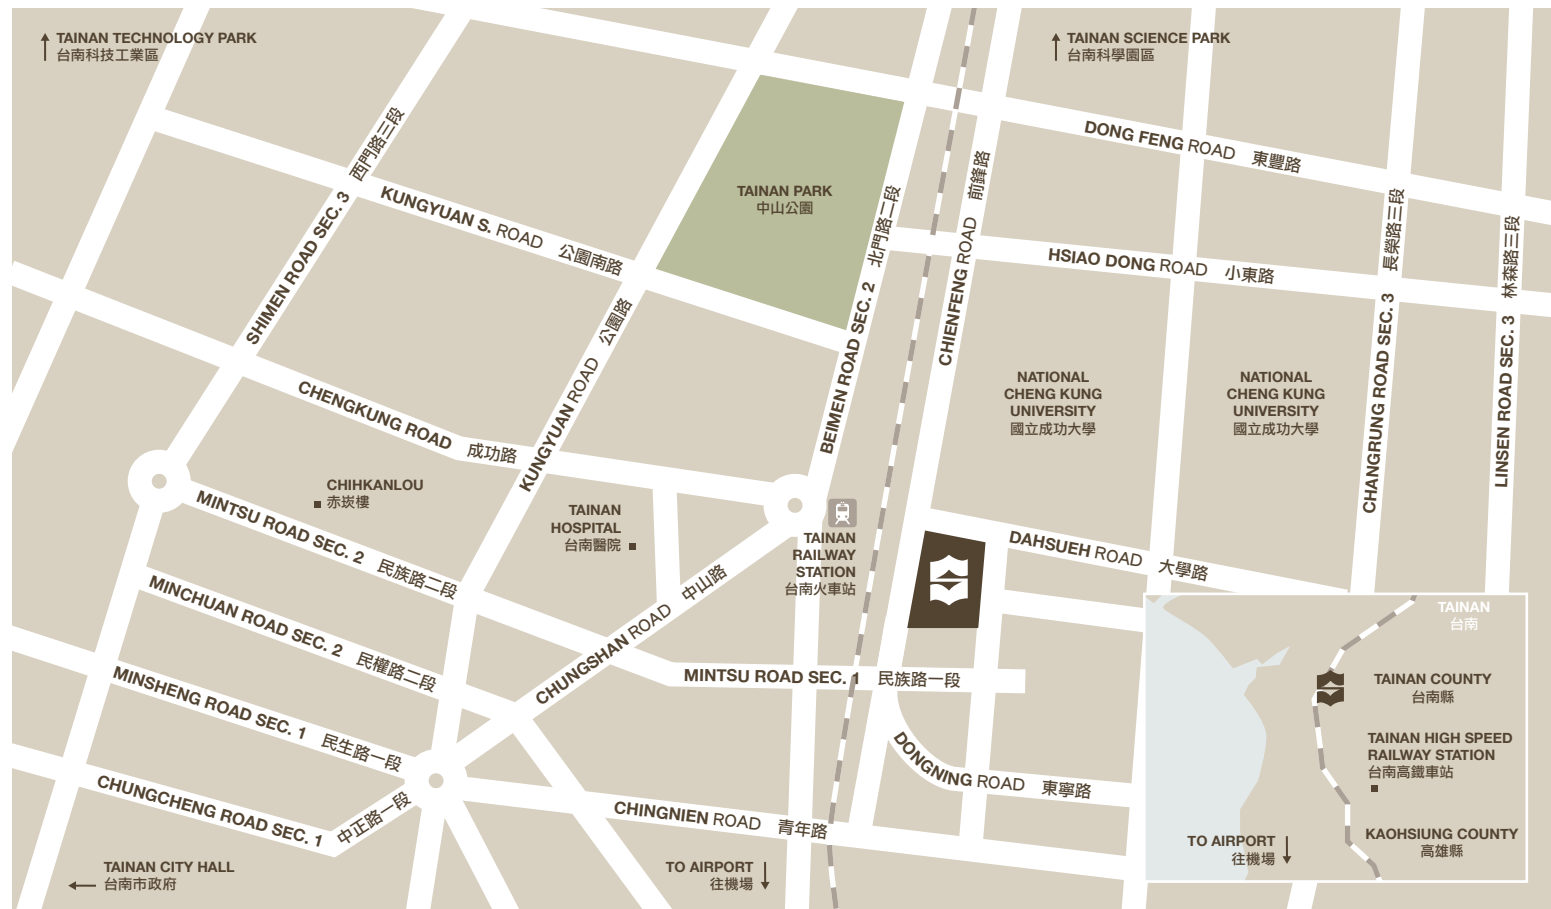 TAINAN TECHNOLOGY PARK
台南科技工業區
TAINAN SCIENCE PARK
台南科學園區
DONG FENG ROAD 東豐路
SHIMEN ROAD SEC. 3 西門路三段
KUNGYUAN S. ROAD 公園南路
TAINAN PARK
中山公園
BEIMEN ROAD SEC. 2 北門路二段
CHIENFENG ROAD 前鋒路
HSIAO DONG ROAD 小東路
CHANGRUNG ROAD SEC. 3 長榮路三段
LINSEN ROAD SEC. 3 林森路三段
KUNGYUAN ROAD 公園路
CHENGKUNG ROAD 成功路
NATIONAL
CHENG KUNG
UNIVERSITY
國立成功大學
NATIONAL
CHENG KUNG
UNIVERSITY
國立成功大學
CHIHKANLOU
赤崁樓
MINTSU ROAD SEC. 2 民族路二段
TAINAN
HOSPITAL
台南醫院
TAINAN
RAILWAY
STATION
台南火車站
DAHSUEH ROAD 大學路
MINCHUAN ROAD SEC. 2 民權路二段
CHUNGSHAN ROAD 中山路
MINTSU ROAD SEC. 1 民族路一段
MINSHENG ROAD SEC. 1 民生路一段
DONGNING ROAD 東寧路
CHUNGCHENG ROAD SEC. 1 中正路一段
CHINGNIEN ROAD 青年路
TAINAN CITY HALL
台南市政府
TO AIRPORT
往機場
TAINAN
台南
TAINAN COUNTY
台南縣
TAINAN HIGH SPEED
RAILWAY STATION
台南高鐵車站
KAOHSIUNG COUNTY
高雄縣
TO AIRPORT
往機場